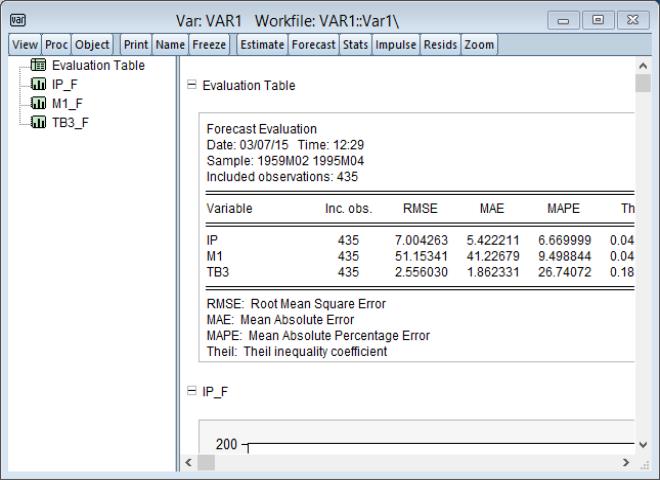 var Var: VAR1 Workfile: VAR1::Var1\
View Proc Object Print Name Freeze Estimate Forecast Stats Impulse Resids Zoom
Evaluation Table
IP_F
M1_F
TB3_F
Evaluation Table
Forecast Evaluation
Date: 03/07/15 Time: 12:29
Sample: 1959M02 1995M04
Included observations: 435
Variable Inc. obs. RMSE MAE MAPE Th
IP 435 7.004263 5.422211 6.669999 0.04
M1 435 51.15341 41.22679 9.498844 0.04
TB3 435 2.556030 1.862331 26.74072 0.18
RMSE: Root Mean Square Error
MAE: Mean Absolute Error
MAPE: Mean Absolute Percentage Error
Theil: Theil inequality coefficient
IP_F
200